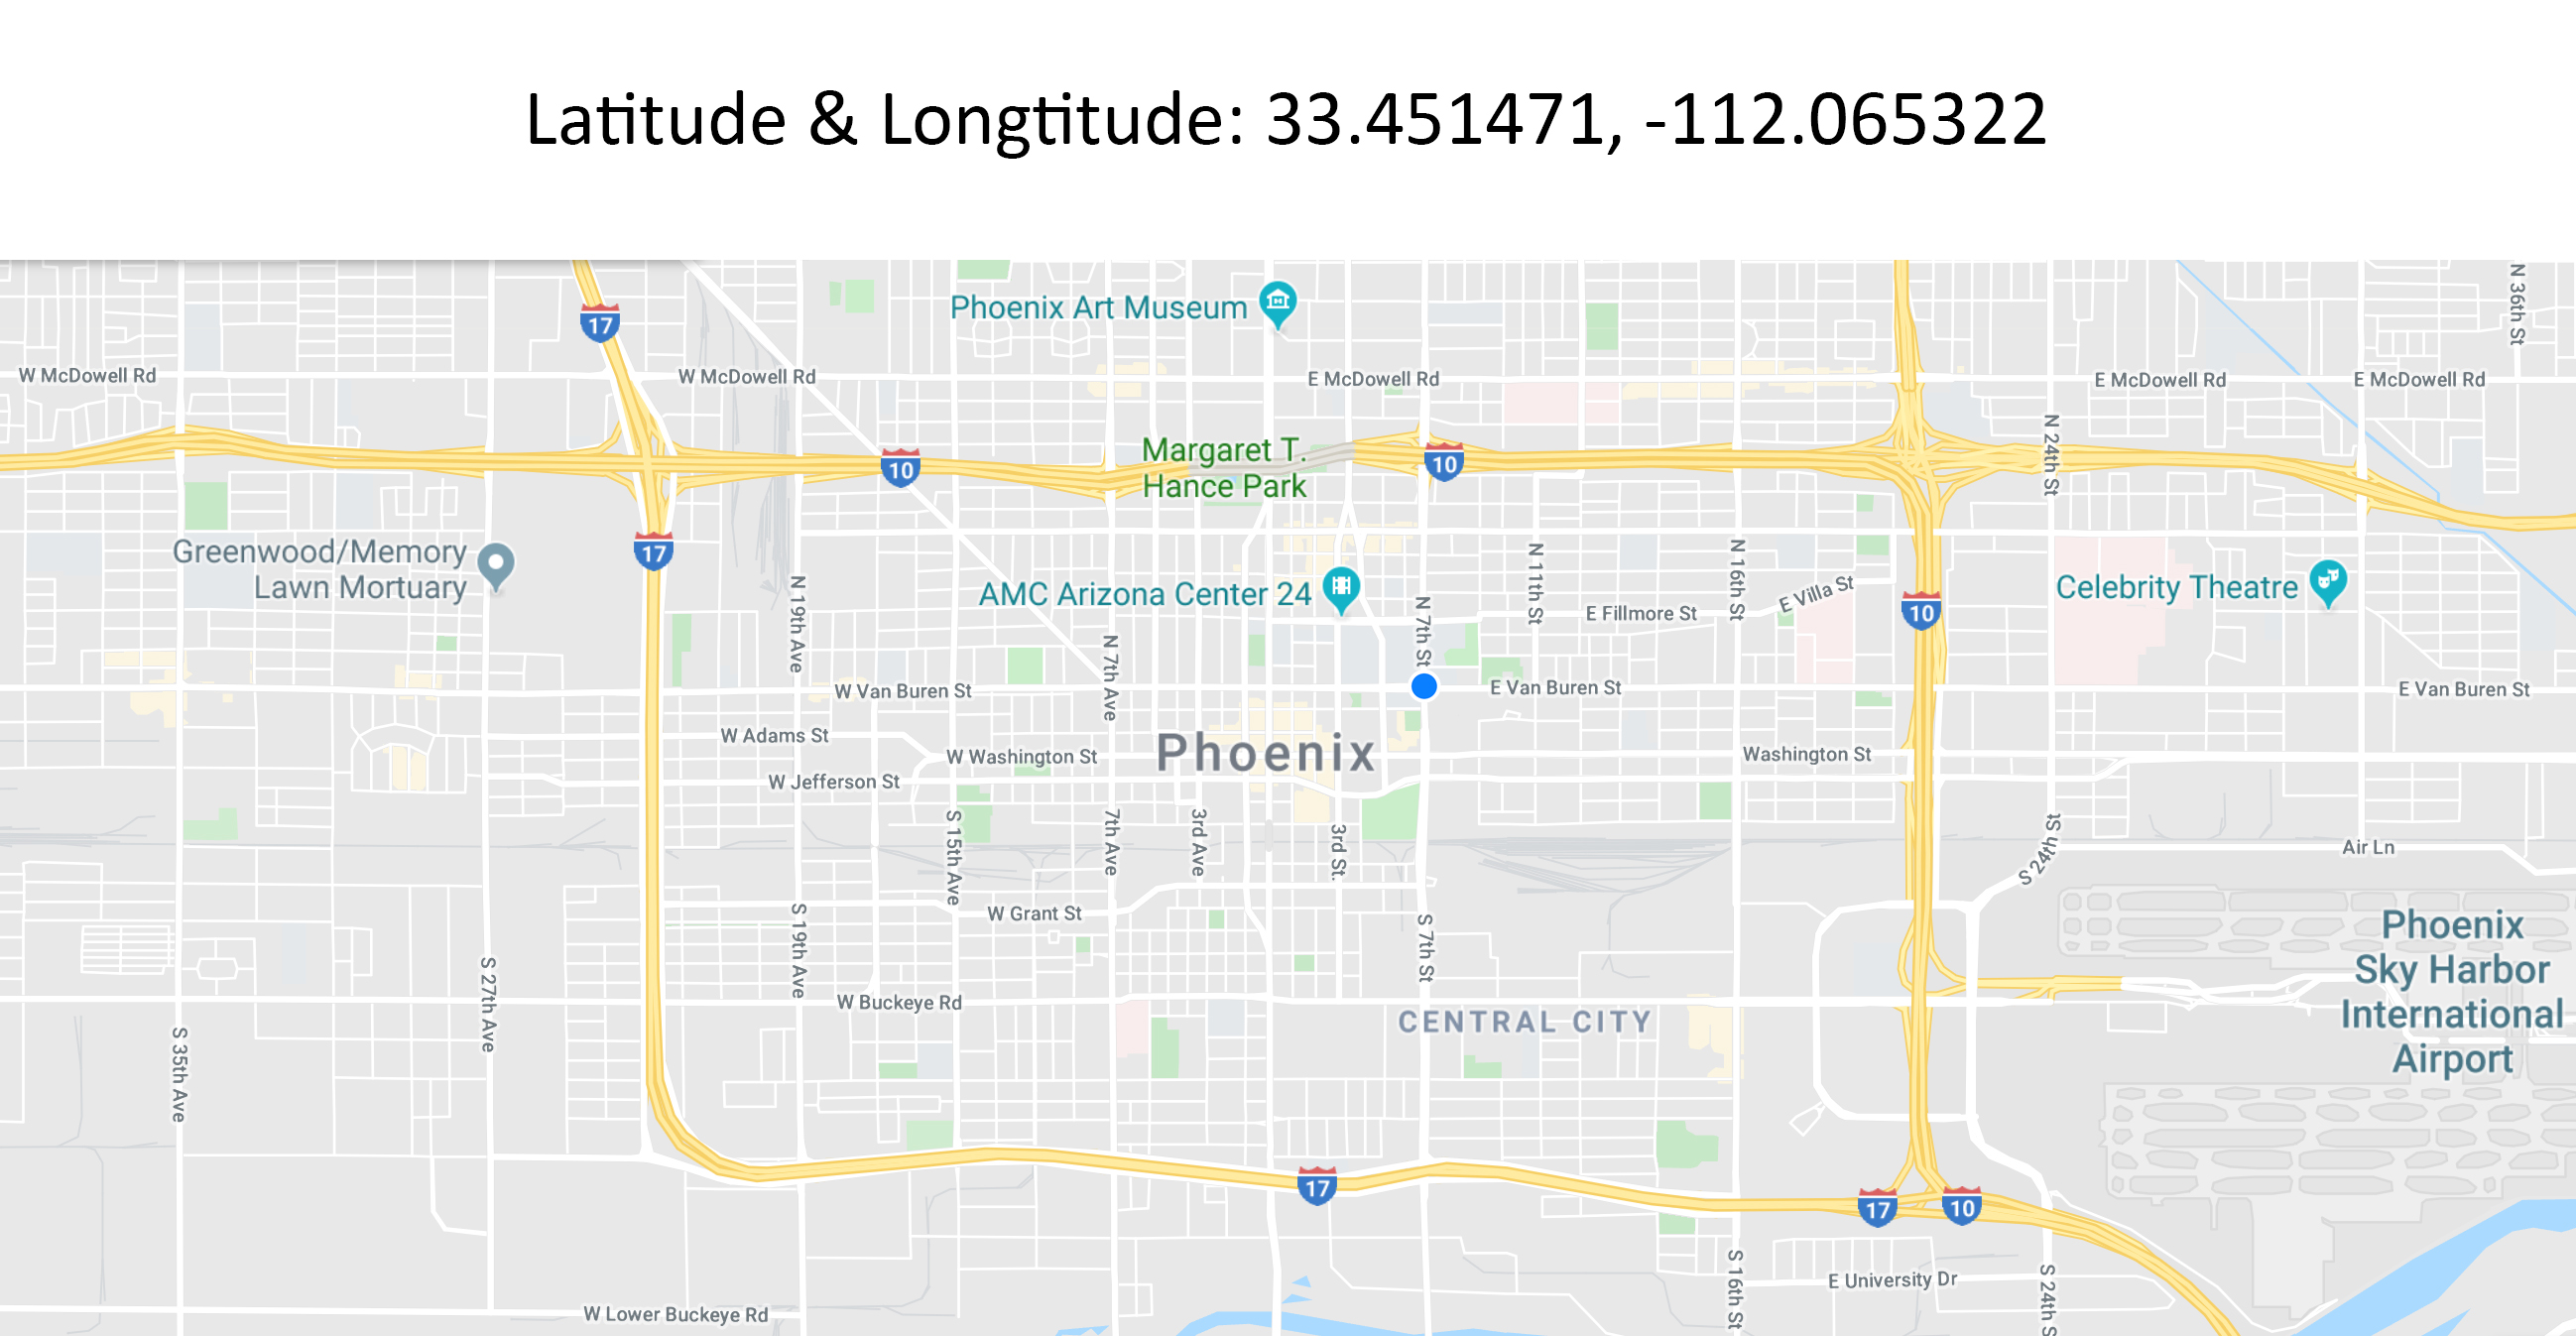 Latitude & Longtitude: 33.451471, -112.065322
N 36th St
17
Phoenix Art Museum
W McDowell Rd
W McDowell Rd
E McDowell Rd
E McDowell Rd
E McDowell Rd
Margaret T.
Hance Park
10
10
N 24th St
Greenwood/Memory
Lawn Mortuary
17
AMC Arizona Center 24
N 19th Ave
N 7th Ave
N 7th St
N 11th St
N 16th St
E Fillmore St
E Villa St
10
Celebrity Theatre
W Van Buren St
E Van Buren St
E Van Buren St
W Adams St
W Washington St
Phoenix
Washington St
W Jefferson St
S 15th Ave
7th Ave
3rd Ave
3rd St.
S 24th St
Air Ln
W Grant St
S 19th Ave
S 7th St
Phoenix
Sky Harbor
International
Airport
S 27th Ave
W Buckeye Rd
CENTRAL CITY
S 35th Ave
17
17
10
S 16th St
E University Dr
S 24th S
W Lower Buckeye Rd